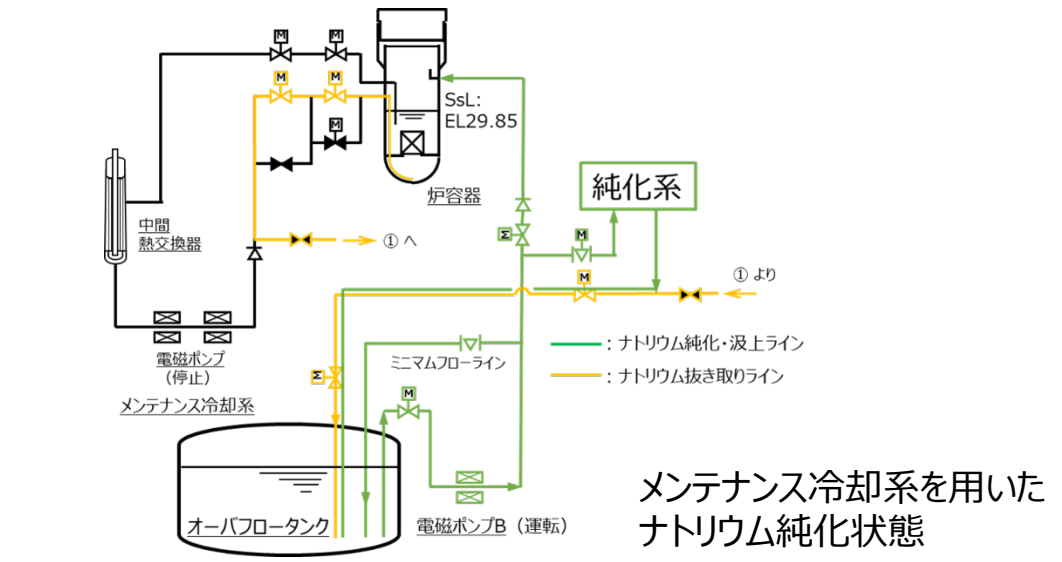 M
M
M
M
M
SsL:
EL29.85
炉容器
純化系
中間
熱交換器
①へ
M
M
M
①より
電磁ポンプ
(停止)
メンテナンス冷却系
ミニマムフローライン
:ナトリウム純化・汲上ライン
:ナトリウム抜き取りライン
M
M
オーバフロータンク
電磁ポンプB(運転)
メンテナンス冷却系を用いた
ナトリウム純化状態